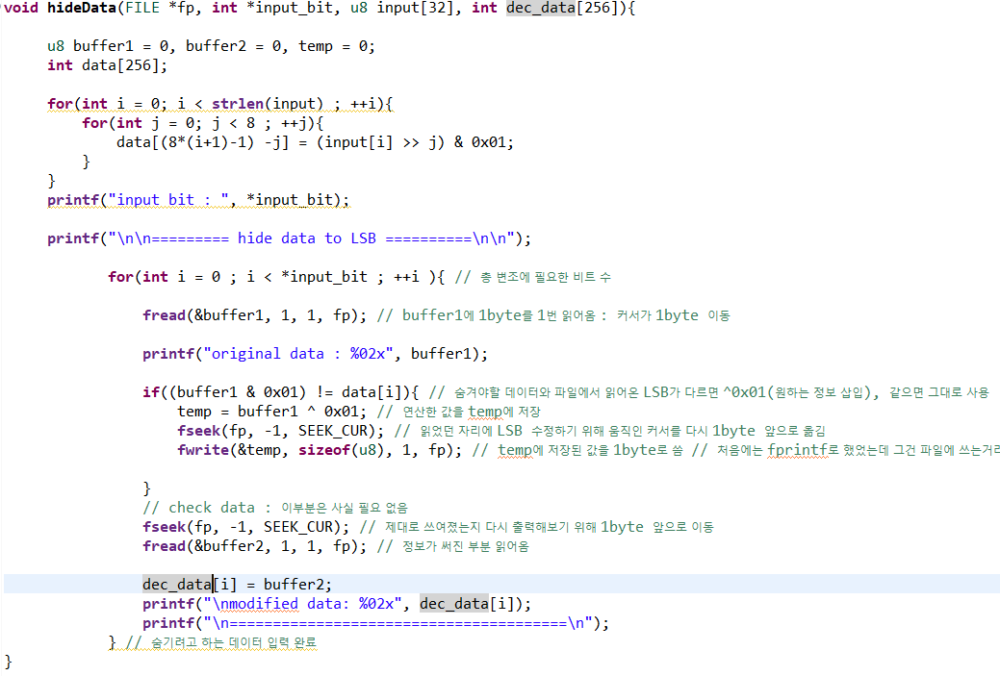 void hideData(FILE *fp, int *input_bit, u8 input[32], int dec_data[256]){
u8 buffer1 = 0, buffer2 = 0, temp = 0;
int data[256];
for(int i = 0; i < strlen(input) ; ++i){
for(int j = 0; j < 8 ; ++j){
data[(8*(i+1)-1) -j] = (input[i] >> j) & 0x01;
}
}
printf("input bit : ", *input_bit);
printf("\n\n========= hide data to LSB ==========\n\n");
for(int i = 0 ; i < *input_bit ; ++i ){ // 총 변조에 필요한 비트 수
fread(&buffer1, 1, 1, fp); // buffer1에 1byte를 1번 읽어옴 : 커서가 1byte 이동
printf("original data : %02x", buffer1);
if((buffer1 & 0x01) != data[i]){ // 숨겨야할 데이터와 파일에서 읽어온 LSB가 다르면 ^0x01(원하는 정보 삽입), 같으면 그대로 사용
temp = buffer1 ^ 0x01; // 연산한 값을 temp에 저장
fseek(fp, -1, SEEK_CUR); // 읽었던 자리에 LSB 수정하기 위해 움직인 커서를 다시 1byte 앞으로 옮김
fwrite(&temp, sizeof(u8), 1, fp); // temp에 저장된 값을 1byte로 씀 // 처음에는 fprintf로 했었는데 그건 파일에 쓰는거라
}
// check data : 이부분은 사실 필요 없음
fseek(fp, -1, SEEK_CUR); // 제대로 쓰여졌는지 다시 출력해보기 위해 1byte 앞으로 이동
fread(&buffer2, 1, 1, fp); // 정보가 써진 부분 읽어옴
dec_data[i] = buffer2;
printf("\nmodified data: %02x", dec_data[i]);
printf("\n=======================================\n");
} // 숨기려고 하는 데이터 입력 완료
}